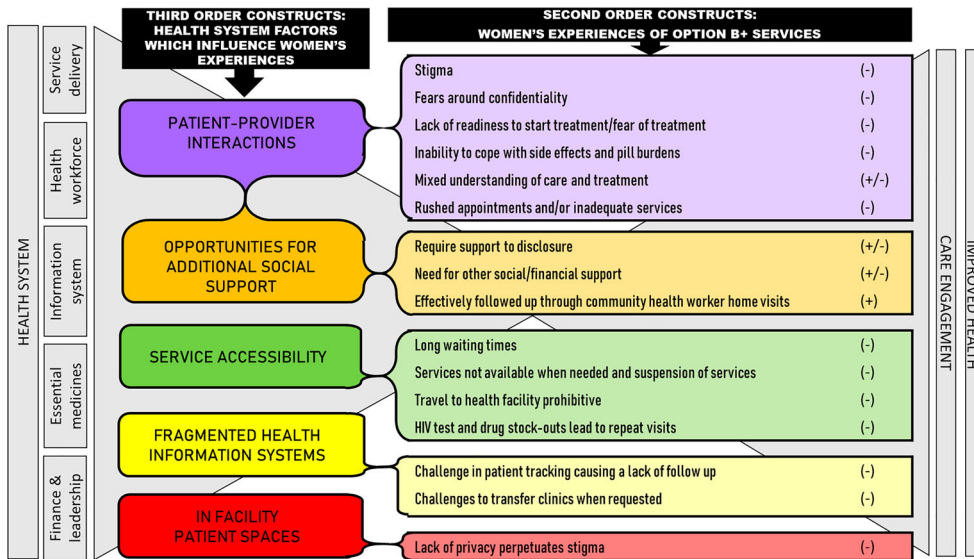 THIRD ORDER CONSTRUCTS:
HEALTH SYSTEM FACTORS
WHICH INFLUENCE WOMEN'S
EXPERIENCES
SECOND ORDER CONSTRUCTS:
WOMEN'S EXPERIENCES OF OPTION B+ SERVICES
HEALTH SYSTEM
Service
delivery
Health
workforce
Information
system
Essential
medicines
Finance &
leadership
PATIENT-PROVIDER
INTERACTIONS
Stigma (-)
Fears around confidentiality (-)
Lack of readiness to start treatment/fear of treatment (-)
Inability to cope with side effects and pill burdens (-)
Mixed understanding of care and treatment (+/-)
Rushed appointments and/or inadequate services (-)
OPPORTUNITIES FOR
ADDITIONAL SOCIAL
SUPPORT
Require support to disclosure (+/-)
Need for other social/financial support (+/-)
Effectively followed up through community health worker home visits (+)
SERVICE ACCESSIBILITY
Long waiting times (-)
Services not available when needed and suspension of services (-)
Travel to health facility prohibitive (-)
HIV test and drug stock-outs lead to repeat visits (-)
FRAGMENTED HEALTH
INFORMATION SYSTEMS
Challenge in patient tracking causing a lack of follow up (-)
Challenges to transfer clinics when requested (-)
IN FACILITY
PATIENT SPACES
Lack of privacy perpetuates stigma (-)
CARE ENGAGEMENT
IMPROVED HEALTH